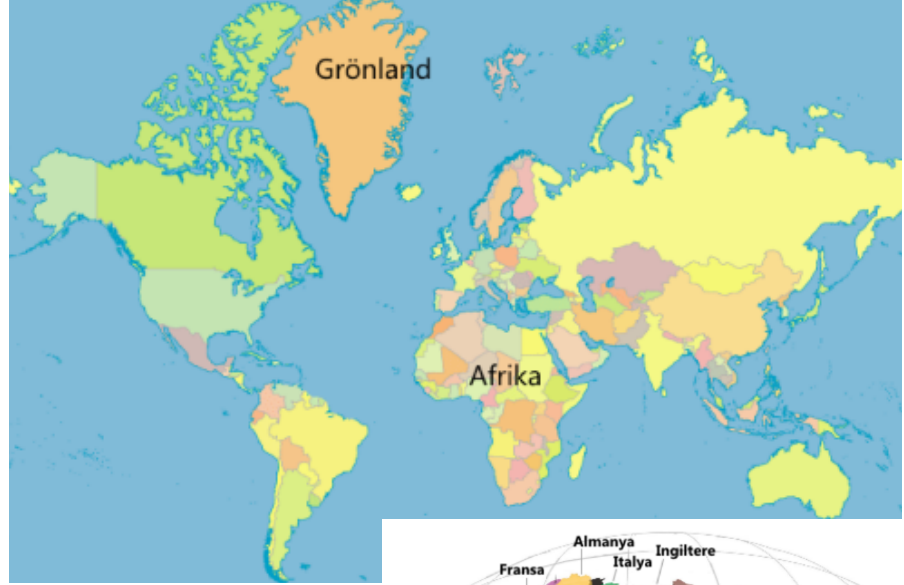 Grönland
Afrika
Almanya
Ingiltere
Italya
Fransa